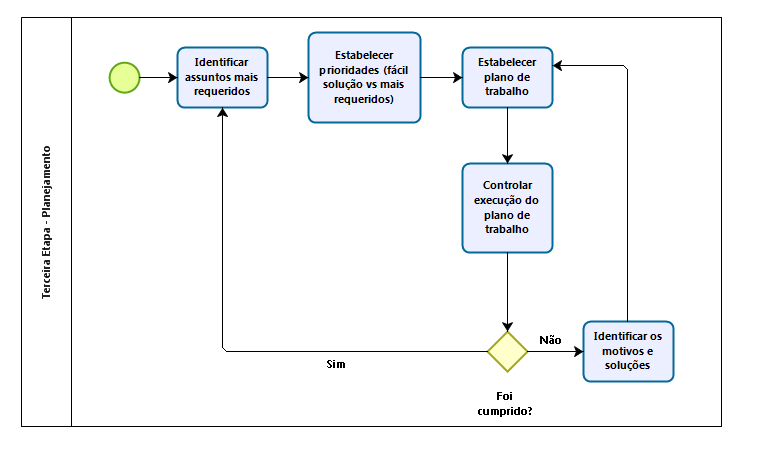 Terceira Etapa - Planejamento
Identificar
assuntos mais
requeridos
Estabelecer
prioridades (fácil
solução vs mais
requeridos)
Estabelecer
plano de
trabalho
Controlar
execução do
plano de
trabalho
Não
Identificar os
motivos e
soluções
Sim
Foi
cumprido?